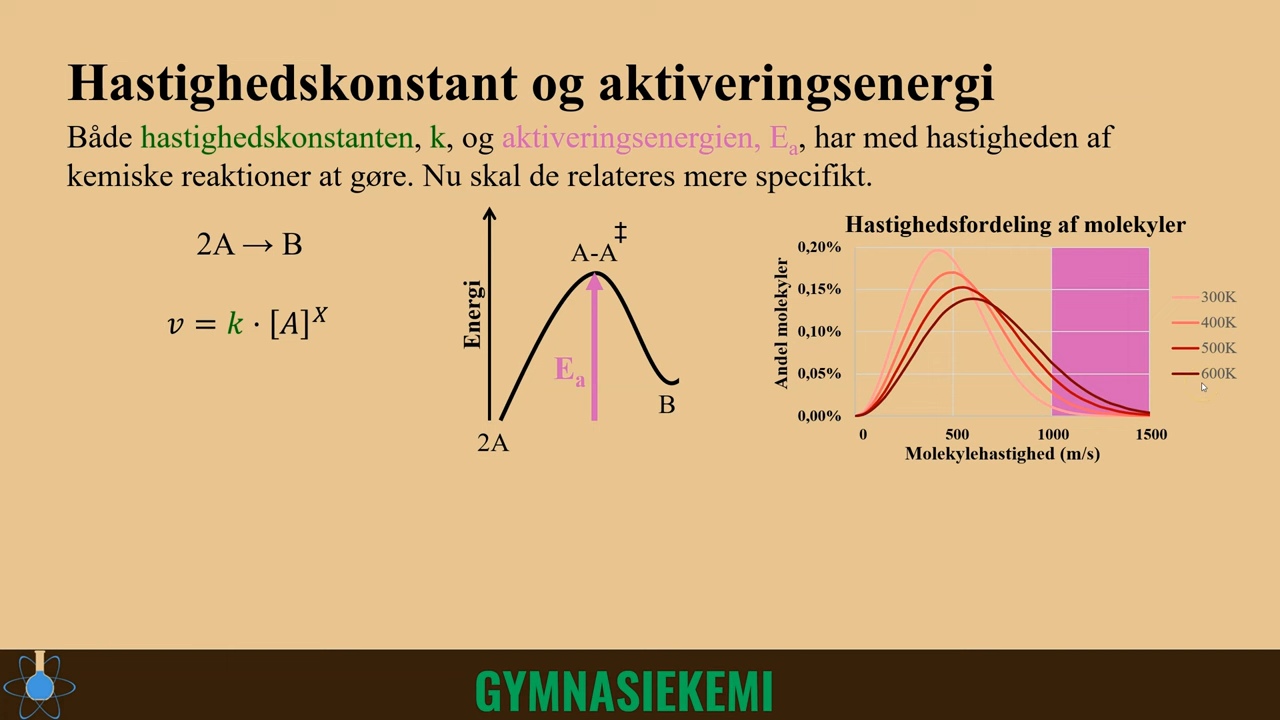 Hastighedskonstant og aktiveringsenergi
Både hastighedskonstanten, k, og aktiveringsenergien, Eₐ, har med hastigheden af
kemiske reaktioner at gøre. Nu skal de relateres mere specifikt.
2A → B
v = k · [A]ˣ
Energi
A-A‡
Eₐ
B
2A
Hastighedsfordeling af molekyler
Andel molekyler
0,20%
0,15%
0,10%
0,05%
0,00%
0 500 1000 1500
Molekylehastighed (m/s)
300K
400K
500K
600K
GYMNASIEKEMI